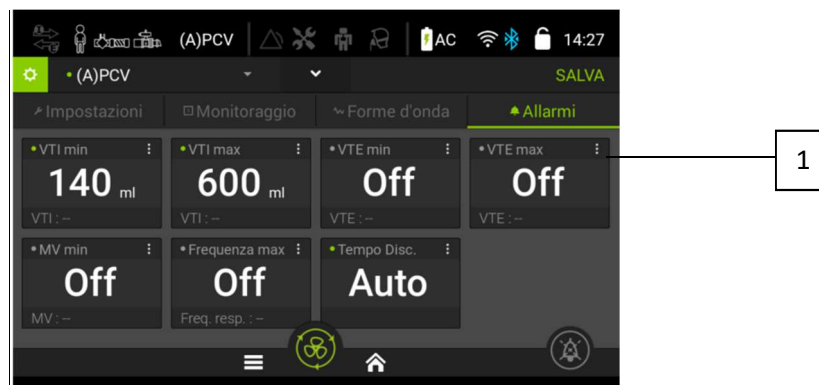 (A)PCV AC 14:27
(A)PCV SALVA
Impostazioni Monitoraggio Forme d'onda Allarmi
VTI min VTI max VTE min VTE max
140 ml 600 ml Off Off
VTI : -- VTI : -- VTE : -- VTE : --
MV min Frequenza max Tempo Disc.
Off Off Auto
MV : -- Freq. resp. : --
1